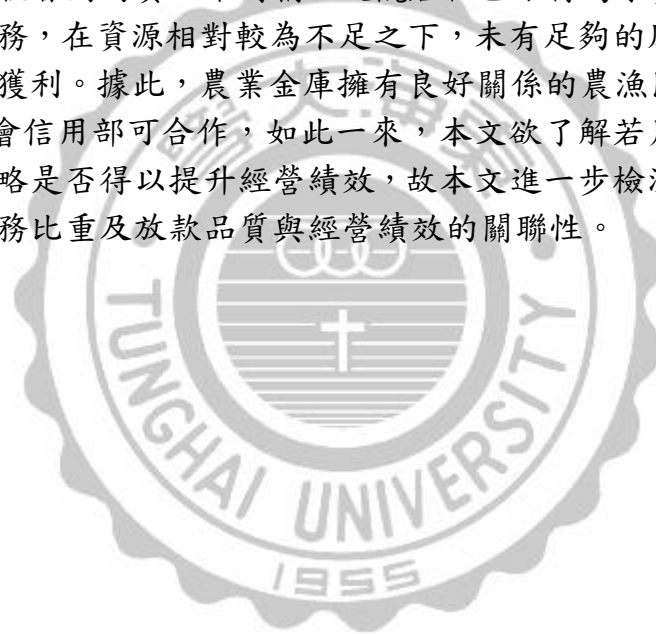 務,在資源相對較為不足之下,未有足夠的
獲利。據此,農業金庫擁有良好關係的農漁
會信用部可合作,如此一來,本文欲了解若
略是否得以提升經營績效,故本文進一步檢
務比重及放款品質與經營績效的關聯性。
東海大學
TUNGHAI UNIVERSITY
1955